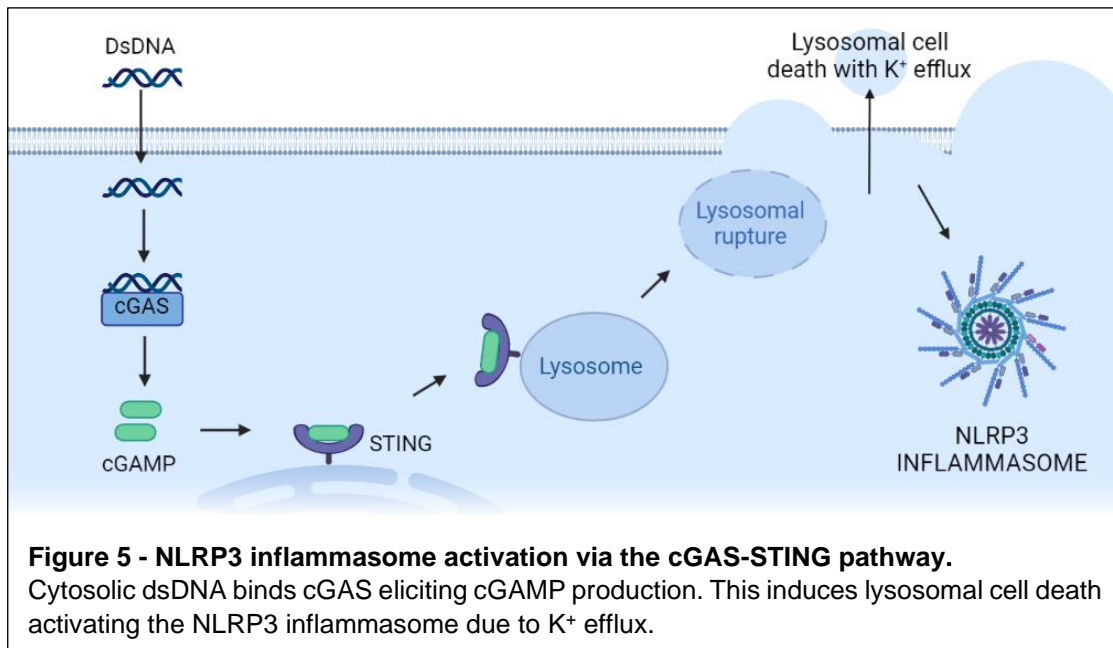 DsDNA
Lysosomal cell
death with K⁺ efflux
Lysosomal
rupture
cGAS
Lysosome
cGAMP
STING
NLRP3
INFLAMMASOME
Figure 5 - NLRP3 inflammasome activation via the cGAS-STING pathway.
Cytosolic dsDNA binds cGAS eliciting cGAMP production. This induces lysosomal cell death
activating the NLRP3 inflammasome due to K⁺ efflux.